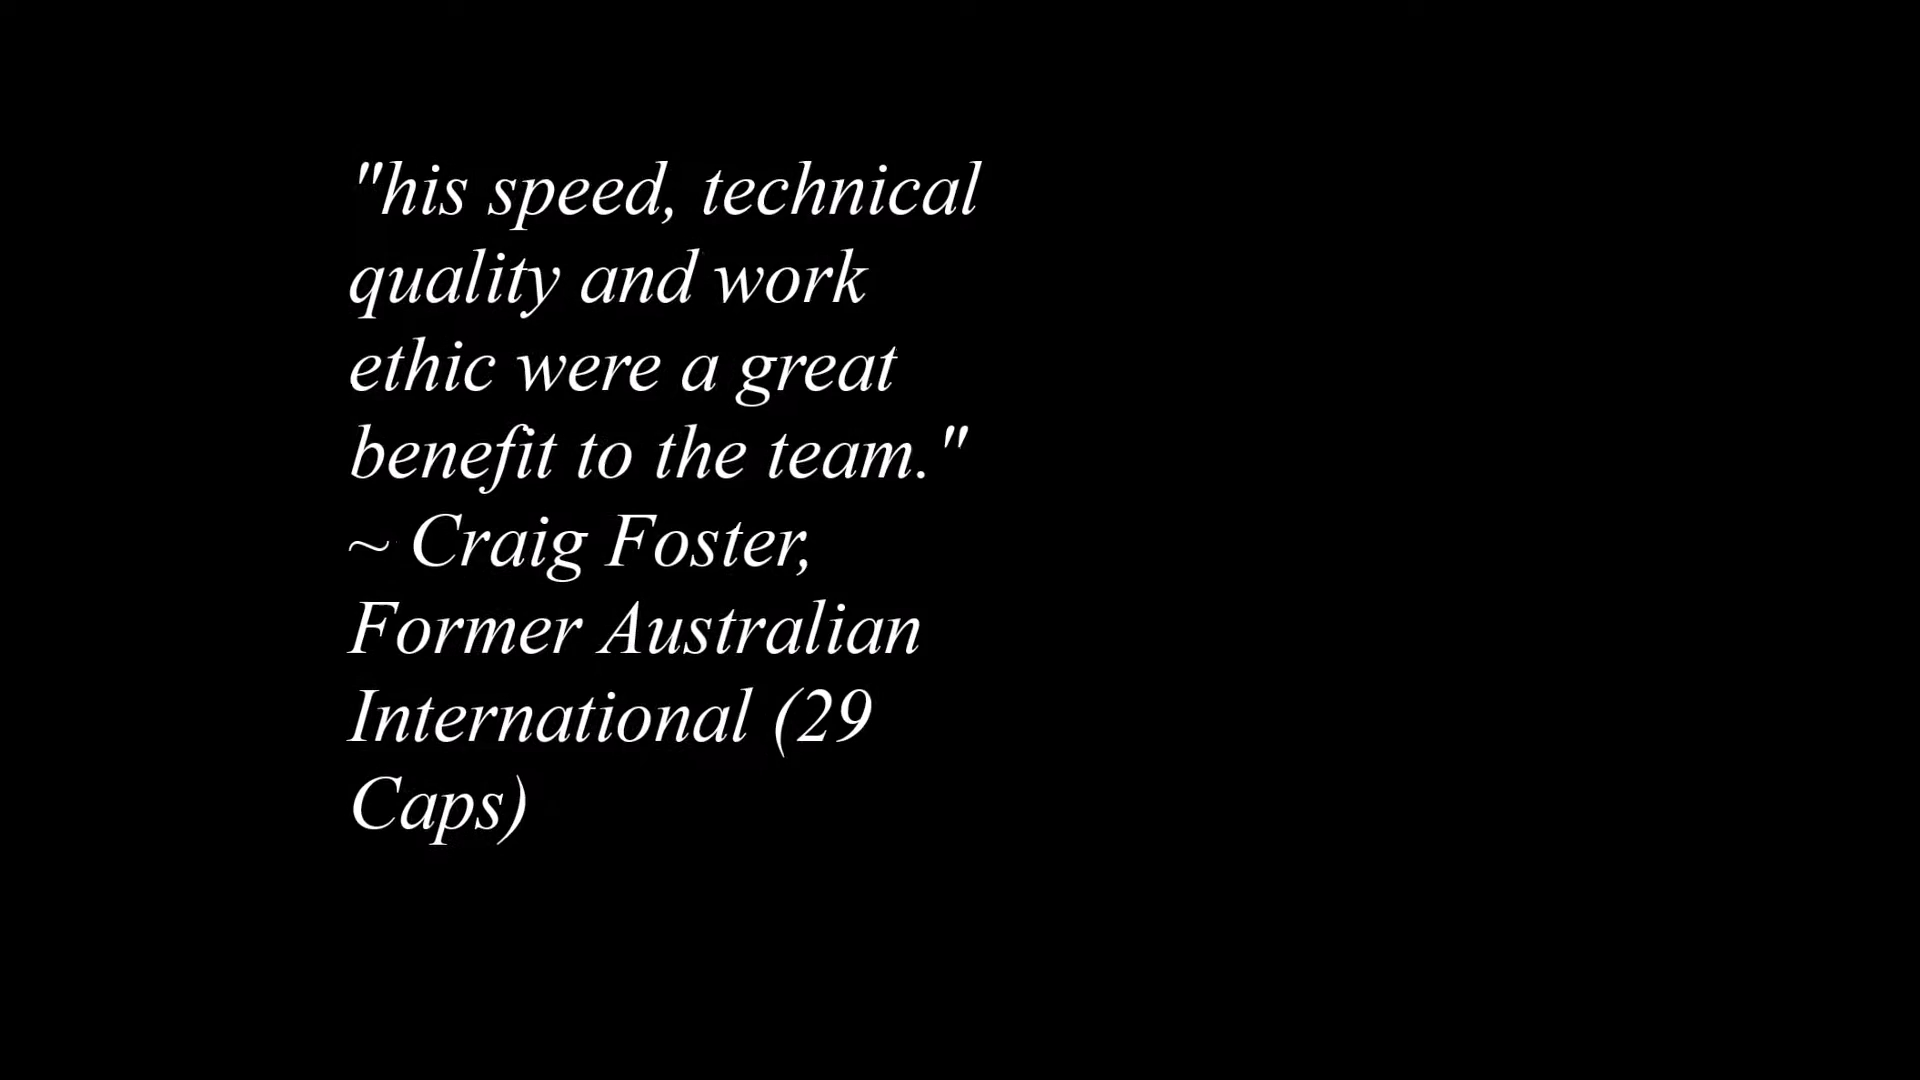 "his speed, technical
quality and work
ethic were a great
benefit to the team."
~ Craig Foster,
Former Australian
International (29
Caps)